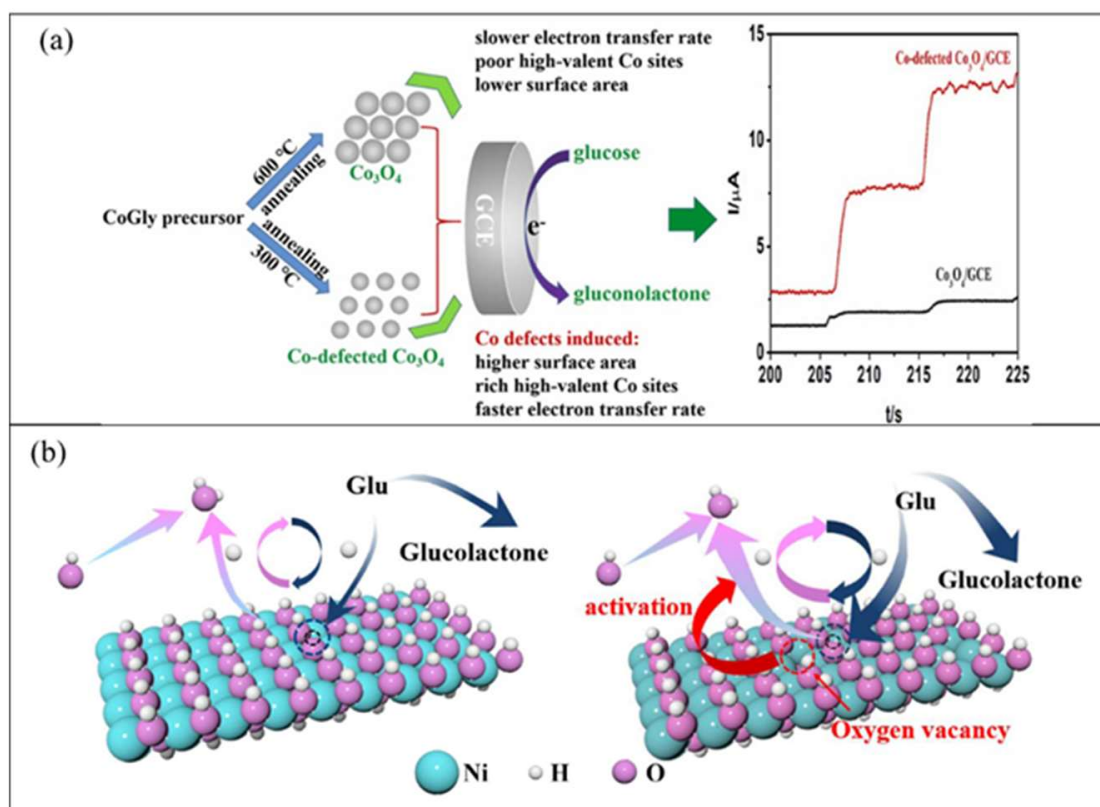 (a)
slower electron transfer rate
poor high-valent Co sites
lower surface area
600 °C
annealing
Co₃O₄
CoGly precursor
annealing
300 °C
Co-defected Co₃O₄
GCE
glucose
e-
gluconolactone
Co defects induced:
higher surface area
rich high-valent Co sites
faster electron transfer rate
I/μA
15
10
5
0
Co-defected Co₃O₄/GCE
Co₃O₄/GCE
200 205 210 215 220 225
t/s
(b)
Glu
Glucolactone
Glu
Glucolactone
activation
Oxygen vacancy
Ni H O